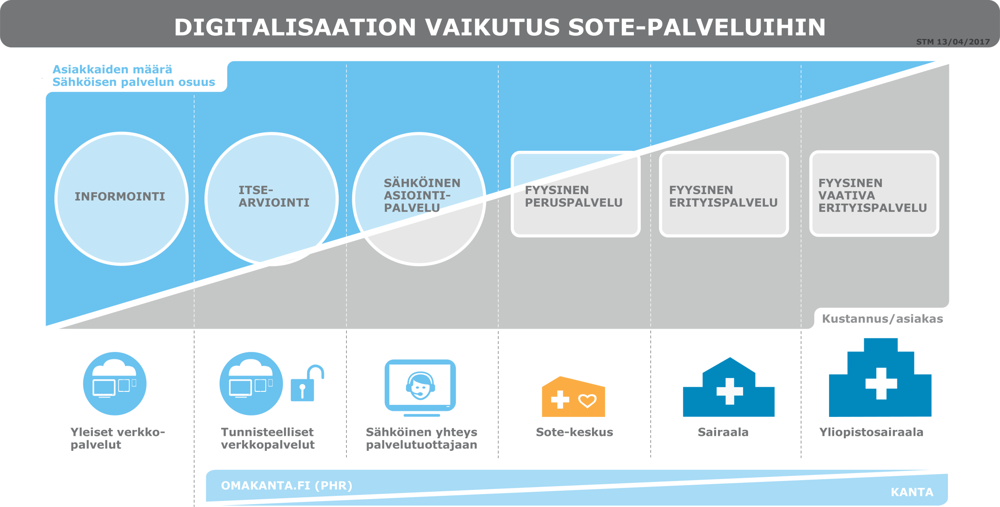 DIGITALISAATION VAIKUTUS SOTE-PALVELUIHIN
STM 13/04/2017
Asiakkaiden määrä
Sähköisen palvelun osuus
INFORMOINTI
ITSE-
ARVIOINTI
SÄHKÖINEN
ASIOINTI-
PALVELU
FYYSINEN
PERUSPALVELU
FYYSINEN
ERITYISPALVELU
FYYSINEN
VAATIVA
ERITYISPALVELU
Kustannus/asiakas
Yleiset verkko-
palvelut
Tunnisteelliset
verkkopalvelut
Sähköinen yhteys
palvelutuottajaan
Sote-keskus
Sairaala
Yliopistosairaala
OMAKANTA.FI (PHR)
KANTA